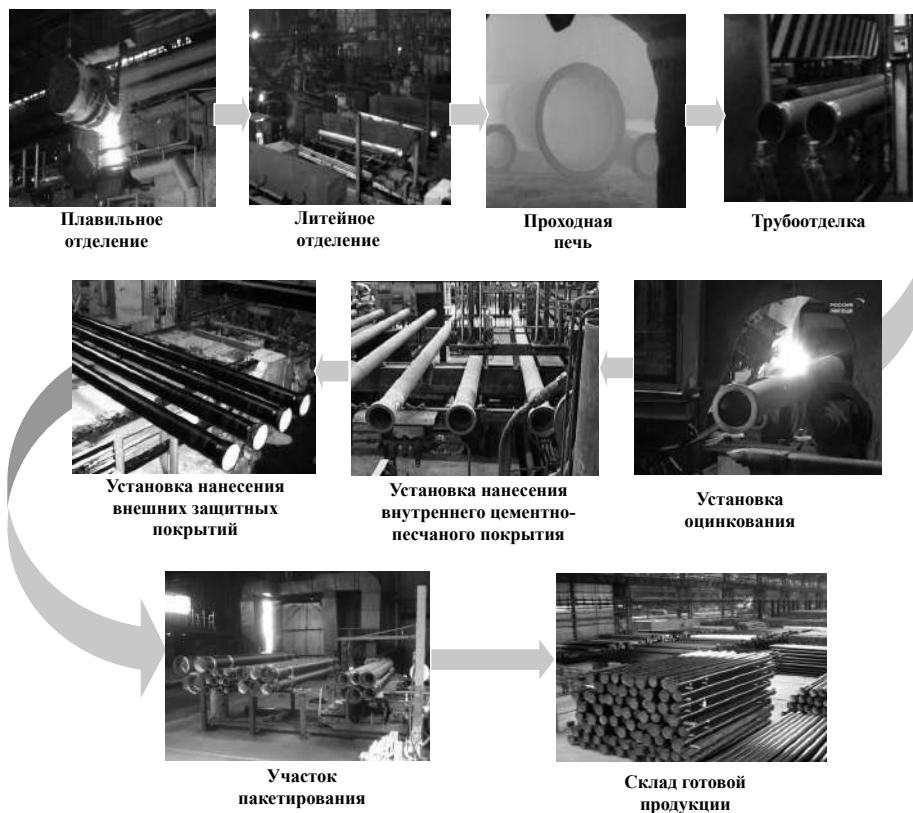 Плавильное
отделение
Литейное
отделение
Проходная
печь
Трубоотделка
РОССИЯ
Установка нанесения
внешних защитных
покрытий
Установка нанесения
внутреннего цементно-
песчаного покрытия
Установка
оцинкования
Участок
пакетирования
Склад готовой
продукции